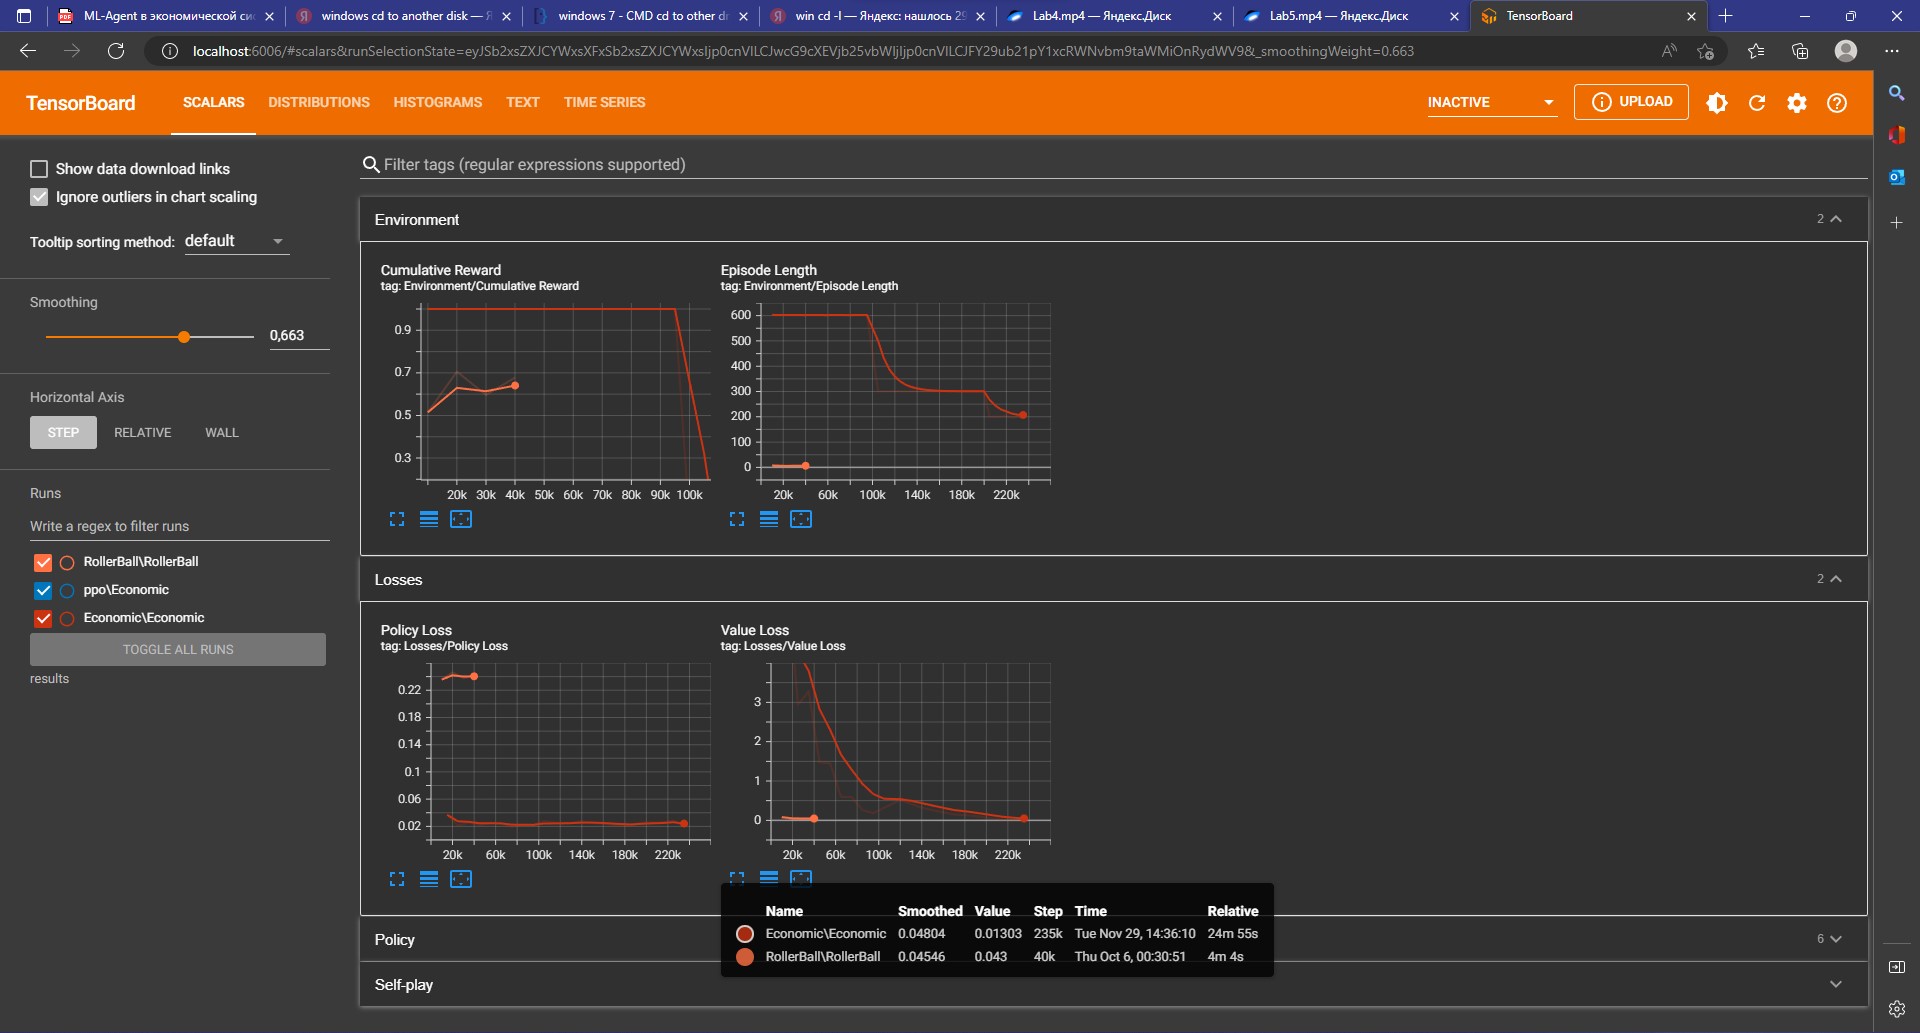 ML-Agent в экономической си
windows cd to another disk — Я
windows 7 - CMD cd to other dr
win cd -l — Яндекс: нашлось 29
Lab4.mp4 — Яндекс.Диск
Lab5.mp4 — Яндекс.Диск
TensorBoard
TensorBoard
SCALARS
DISTRIBUTIONS
HISTOGRAMS
TEXT
TIME SERIES
INACTIVE
UPLOAD
Show data download links
Ignore outliers in chart scaling
Tooltip sorting method: default
Smoothing
0,663
Horizontal Axis
STEP
RELATIVE
WALL
Runs
Write a regex to filter runs
RollerBall\RollerBall
ppo\Economic
Economic\Economic
TOGGLE ALL RUNS
results
Filter tags (regular expressions supported)
Environment
2
Cumulative Reward
tag: Environment/Cumulative Reward
0.9
0.7
0.5
0.3
20k 30k 40k 50k 60k 70k 80k 90k 100k
Episode Length
tag: Environment/Episode Length
600
500
400
300
200
100
0
20k 60k 100k 140k 180k 220k
Losses
2
Policy Loss
tag: Losses/Policy Loss
0.22
0.18
0.14
0.1
0.06
0.02
20k 60k 100k 140k 180k 220k
Value Loss
tag: Losses/Value Loss
3
2
1
0
20k 60k 100k 140k 180k 220k
Name Smoothed Value Step Time Relative
Economic\Economic 0.04804 0.01303 235k Tue Nov 29, 14:36:10 24m 55s
RollerBall\RollerBall 0.04546 0.043 40k Thu Oct 6, 00:30:51 4m 4s
Policy
6
Self-play